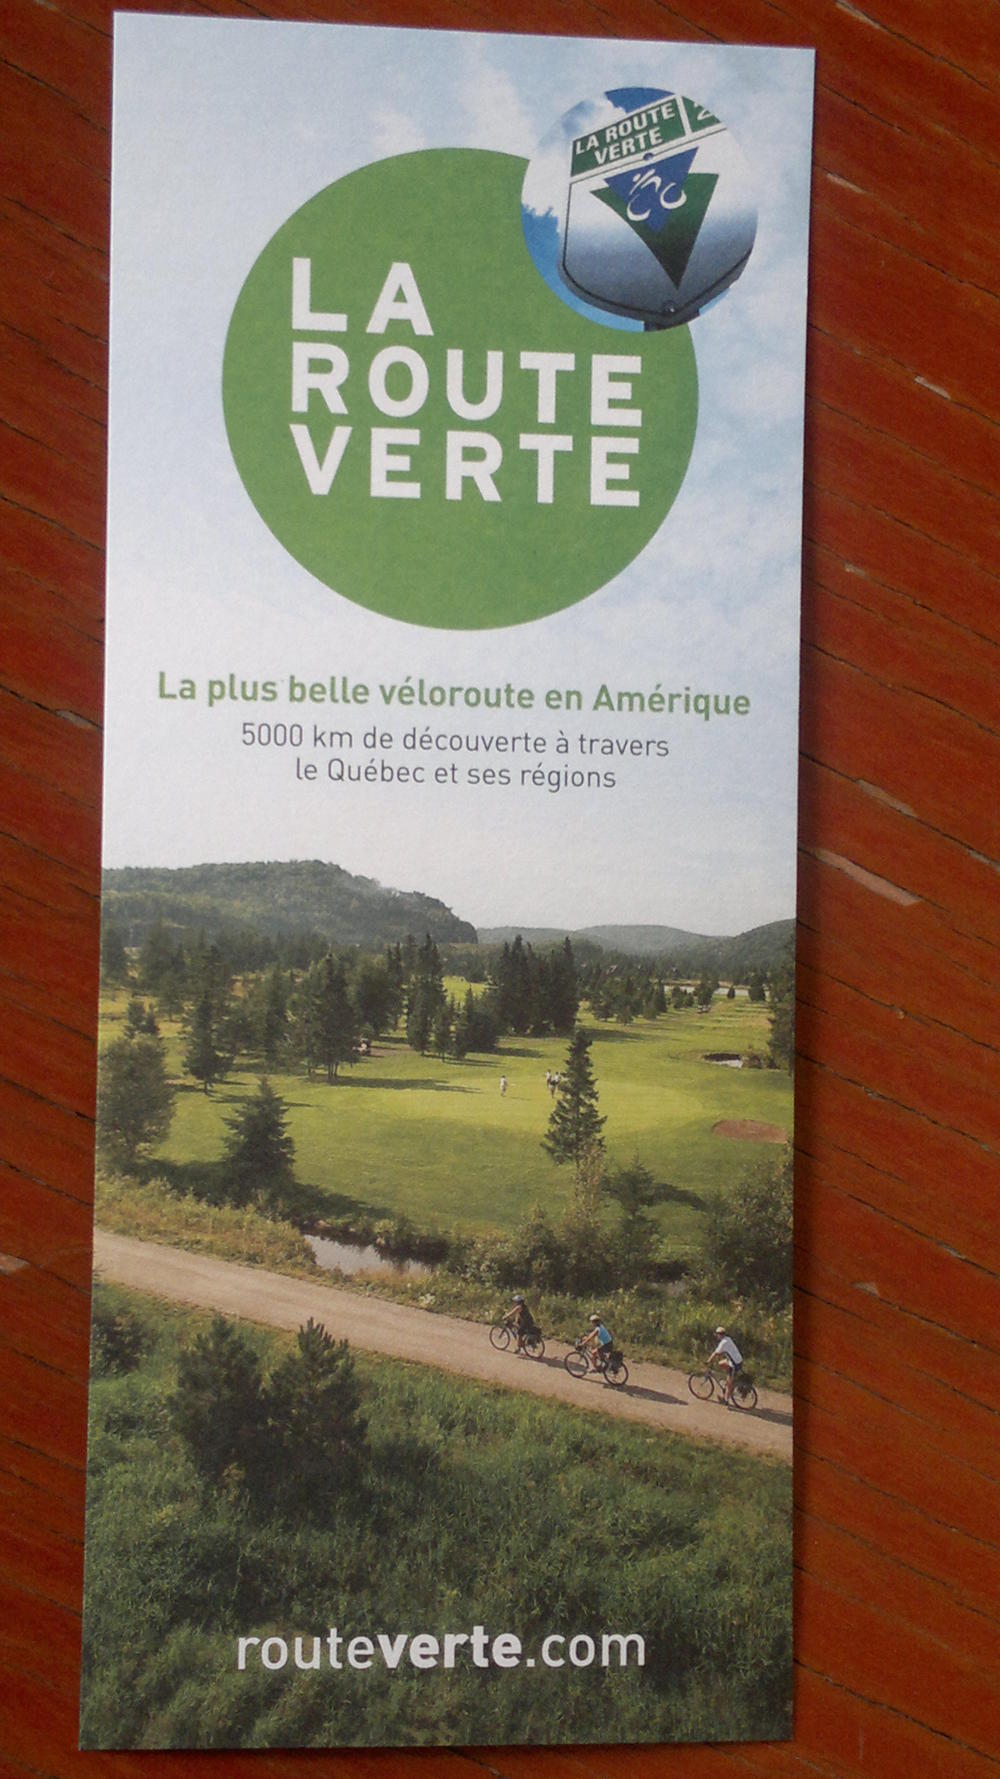 LA ROUTE
VERTE
2
LA
ROUTE
VERTE
La plus belle véloroute en Amérique
5000 km de découverte à travers
le Québec et ses régions
routeverte.com